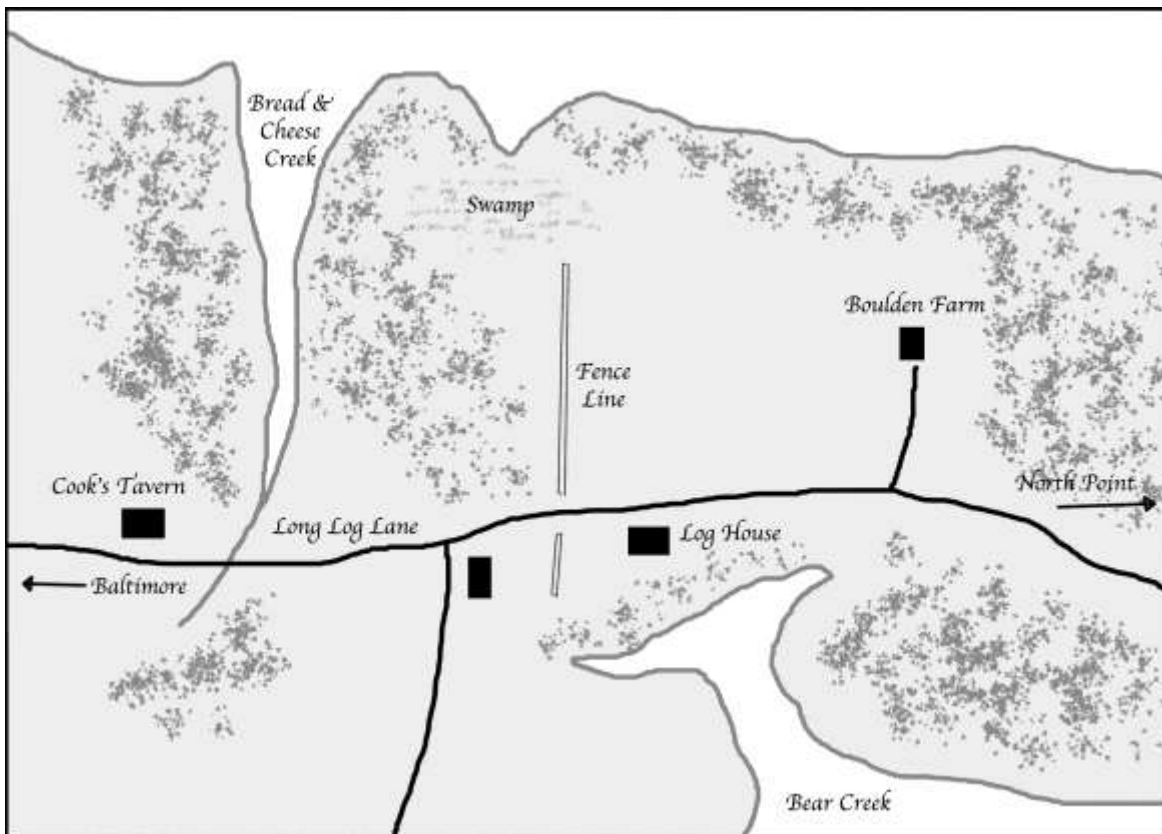 Bread &
Cheese
Creek
Swamp
Boulden Farm
Fence
Line
Cook's Tavern
North Point
Long Log Lane
Log House
Baltimore
Bear Creek